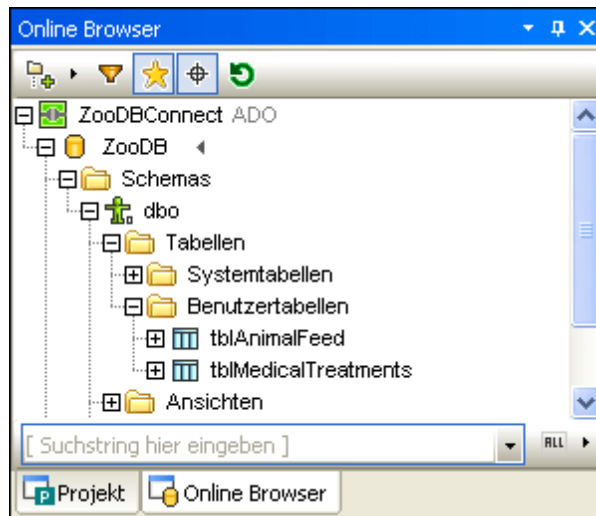 Online Browser
ZooDBConnect ADO
ZooDB
Schemas
dbo
Tabellen
Systemtabellen
Benutzertabellen
tblAnimalFeed
tblMedicalTreatments
Ansichten
[ Suchstring hier eingeben ] ALL
Projekt Online Browser